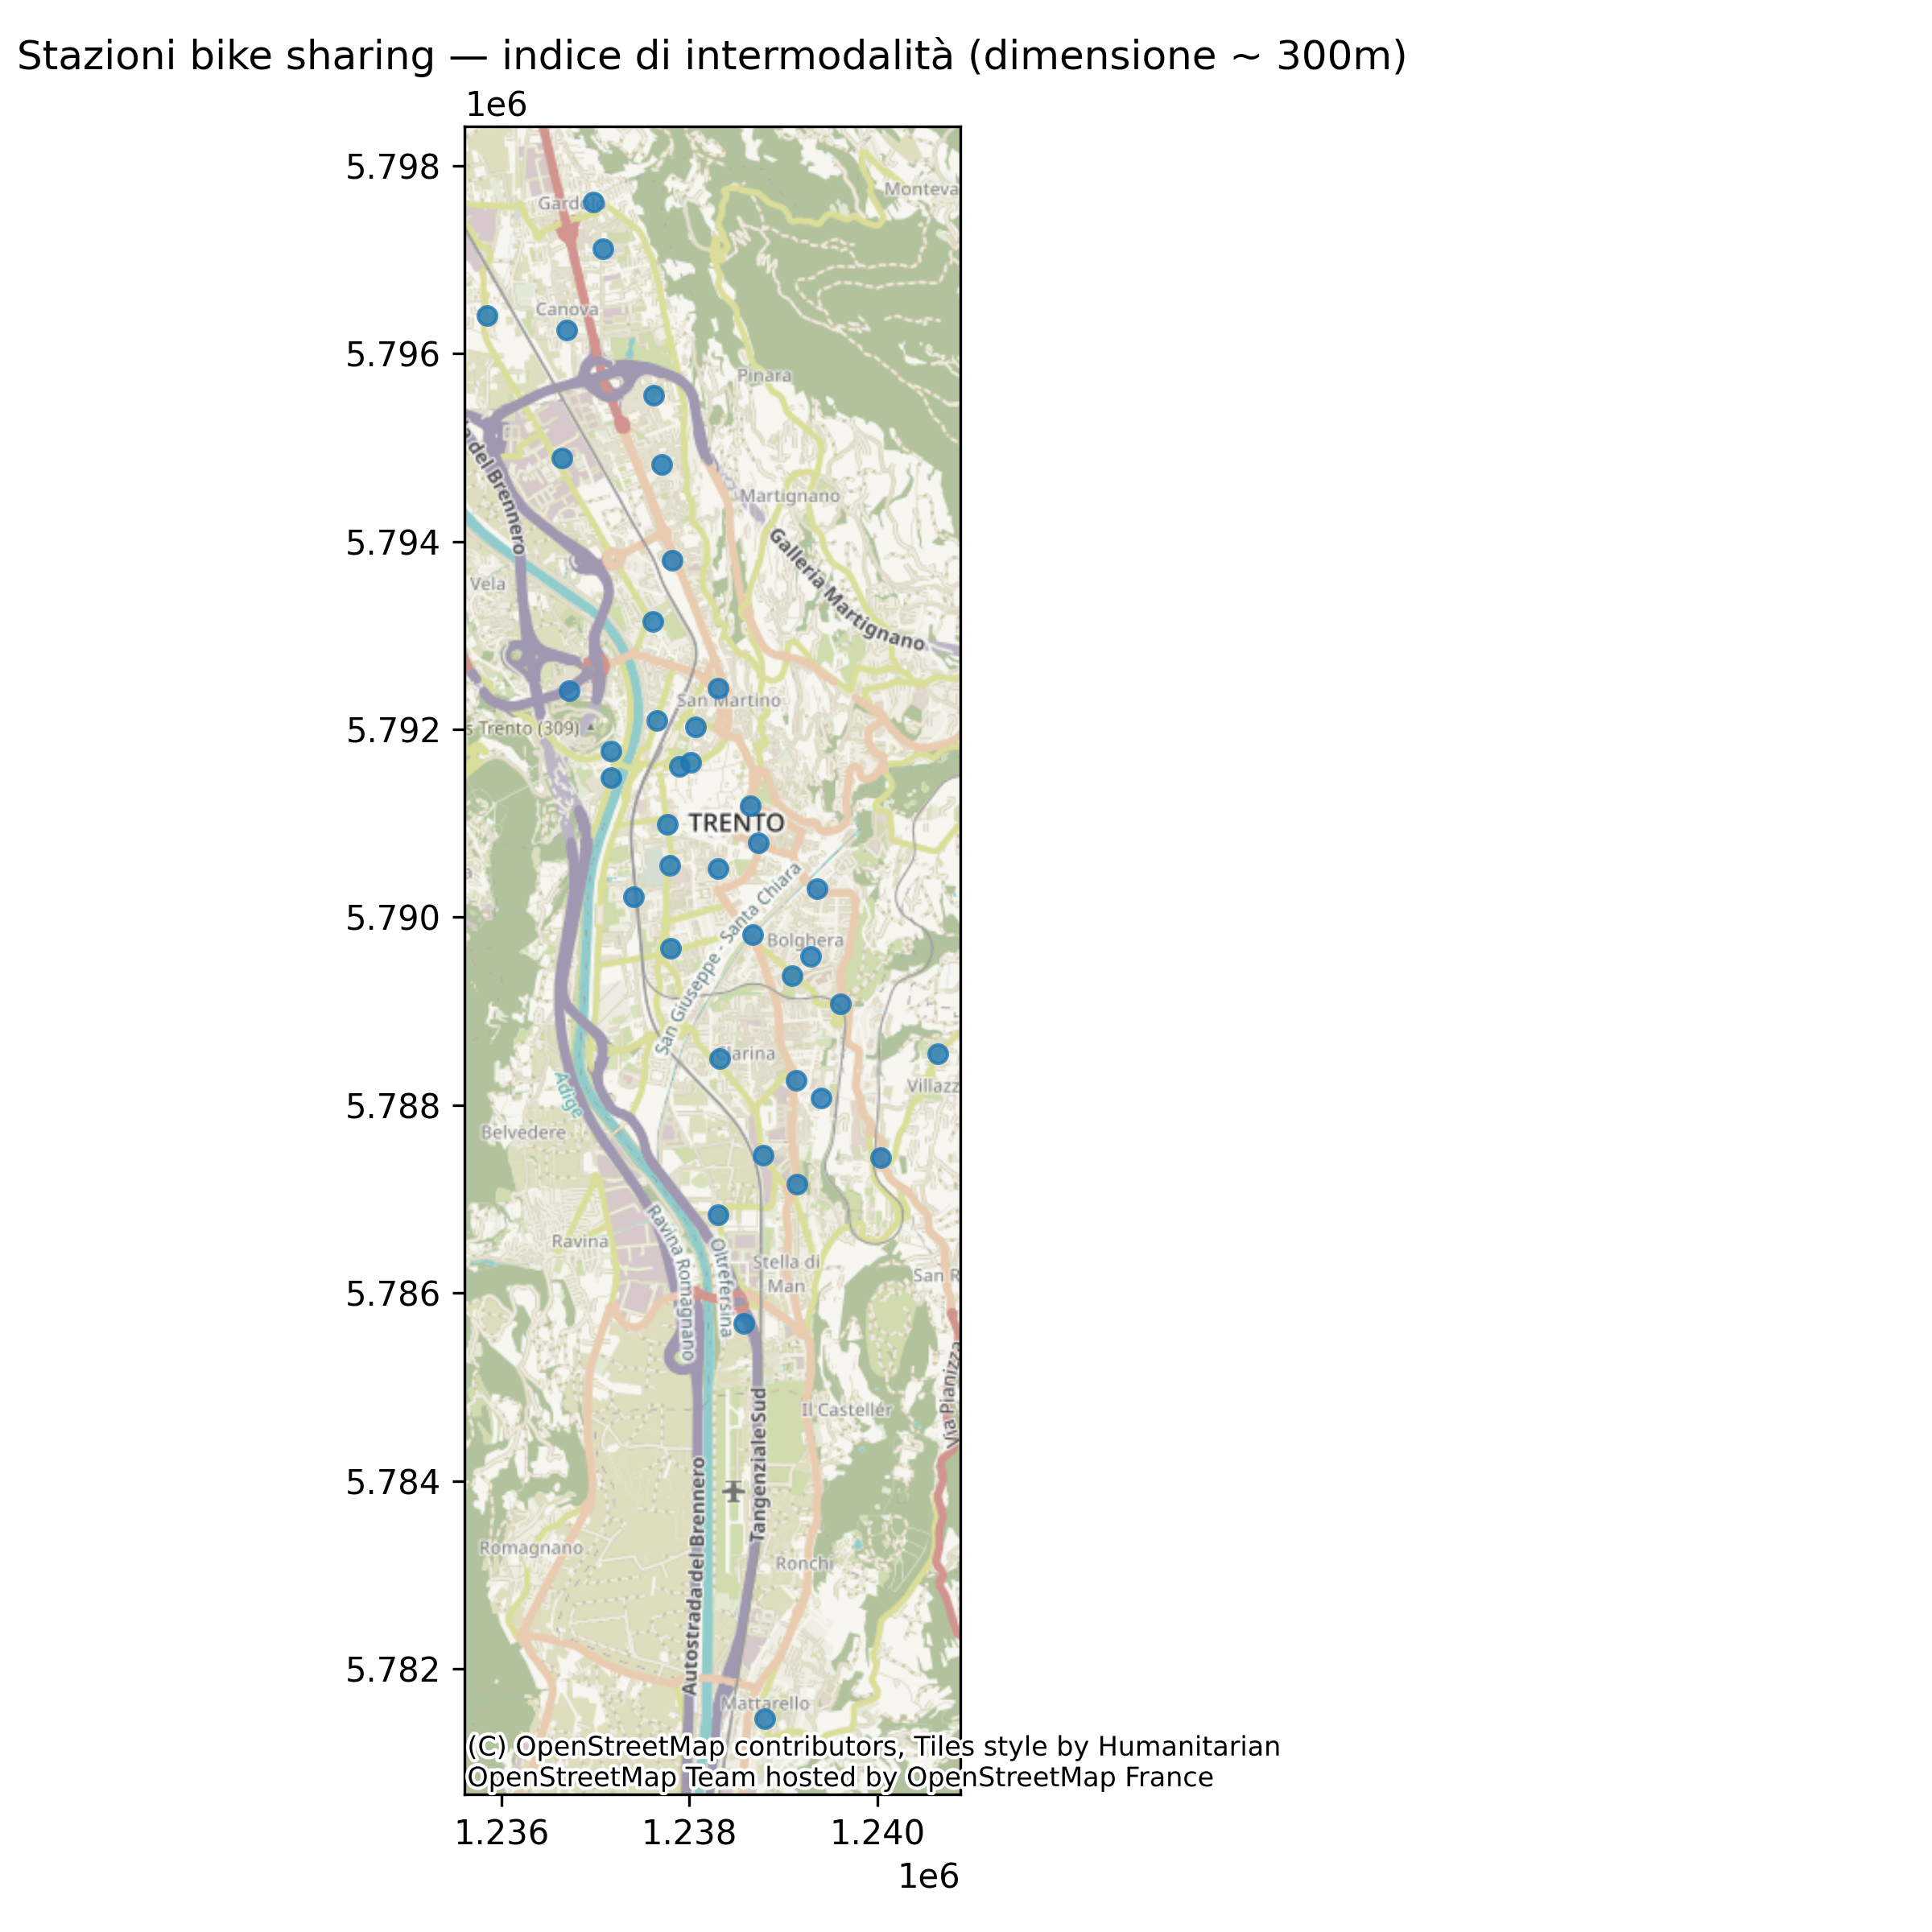 Stazioni bike sharing — indice di intermodalità (dimensione ~ 300m)
1e6
5.798
Monteva
Gardolo
Canova
5.796
Pinara
a del Brennero
Martignano
5.794
Galleria Martignano
Vela
San Martino
5.792
s Trento (309)
TRENTO
San Giuseppe - Santa Chiara
5.790
Bolghera
Clarina
Villazz
5.788
Adige
Belvedere
Ravina
Ravina Romagnano
Oltrefersina
Stella di
Man
San R
5.786
Via Pianizza
Il Casteller
Tangenziale Sud
5.784
Autostrada del Brennero
Romagnano
Ronchi
5.782
Mattarello
(C) OpenStreetMap contributors, Tiles style by Humanitarian
OpenStreetMap Team hosted by OpenStreetMap France
1.236 1.238 1.240
1e6